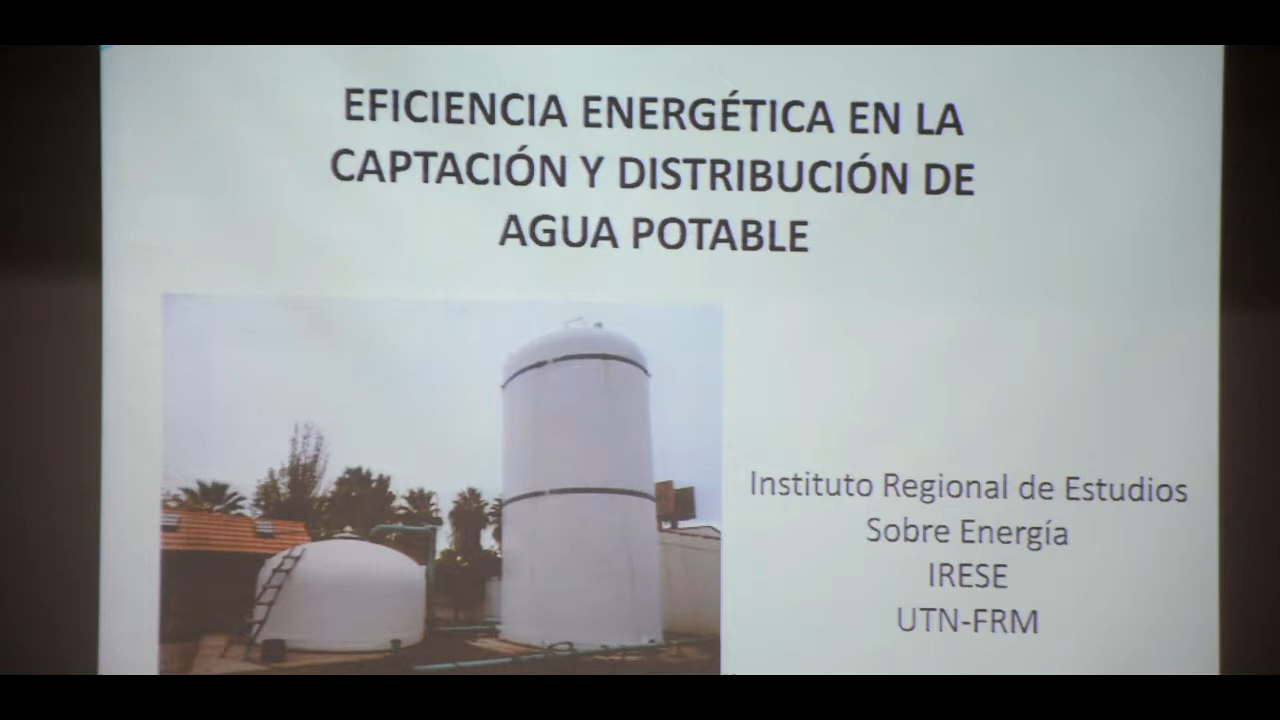 EFICIENCIA ENERGÉTICA EN LA
CAPTACIÓN Y DISTRIBUCIÓN DE
AGUA POTABLE
Instituto Regional de Estudios
Sobre Energía
IRESE
UTN-FRM